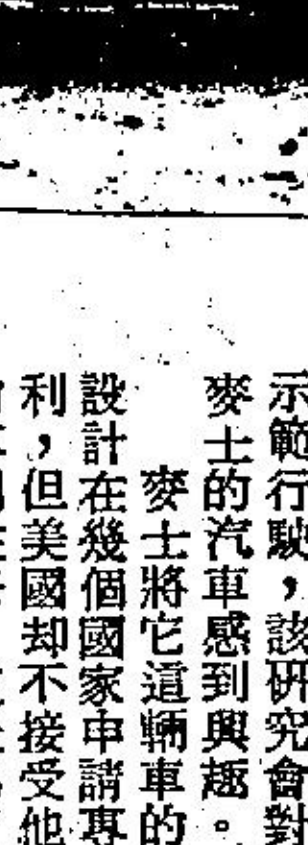 示範行駛，該研究會對
麥士的汽車感到興趣。
麥士將它這輛車的
設計在幾個國家申請專
利，但美國却不接受他